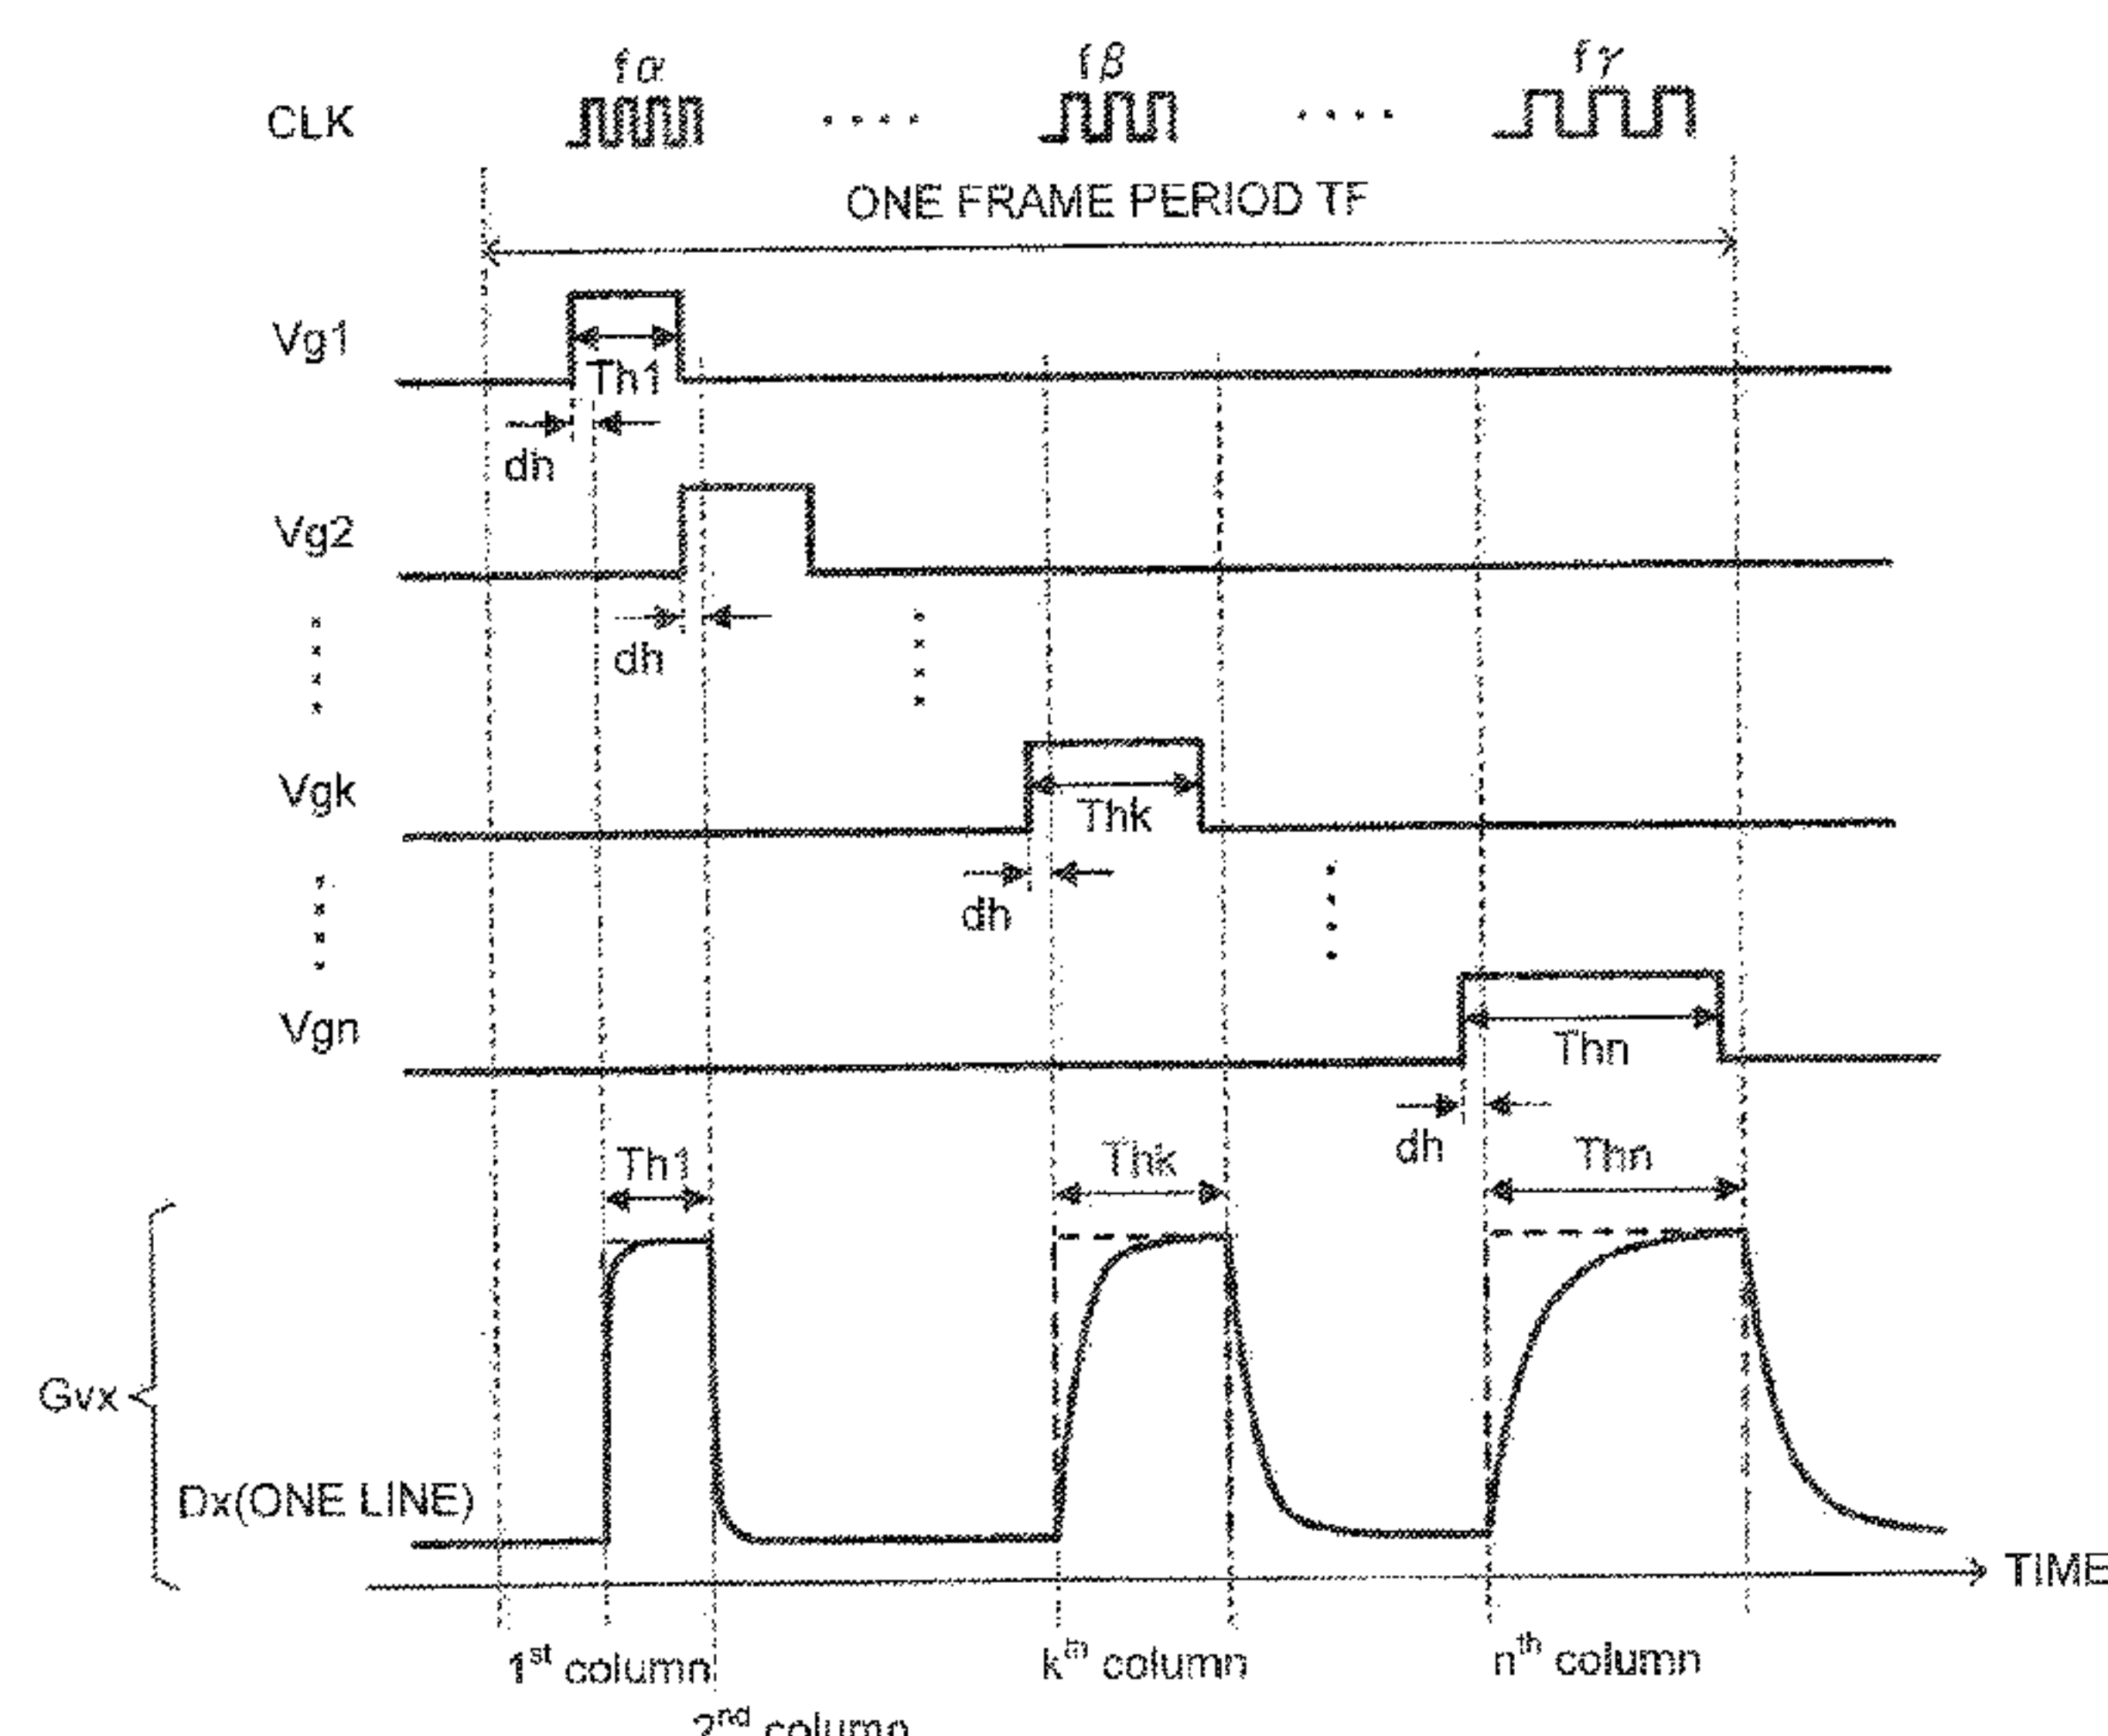 fα fβ fγ
CLK
ONE FRAME PERIOD TF
Vg1
Th1
dh
Vg2
dh
Vgk
Thk
dh
Vgn
Thn
dh
Th1 Thk Thn
Gvx
Dx(ONE LINE)
TIME
1st column kth column nth column
2nd column